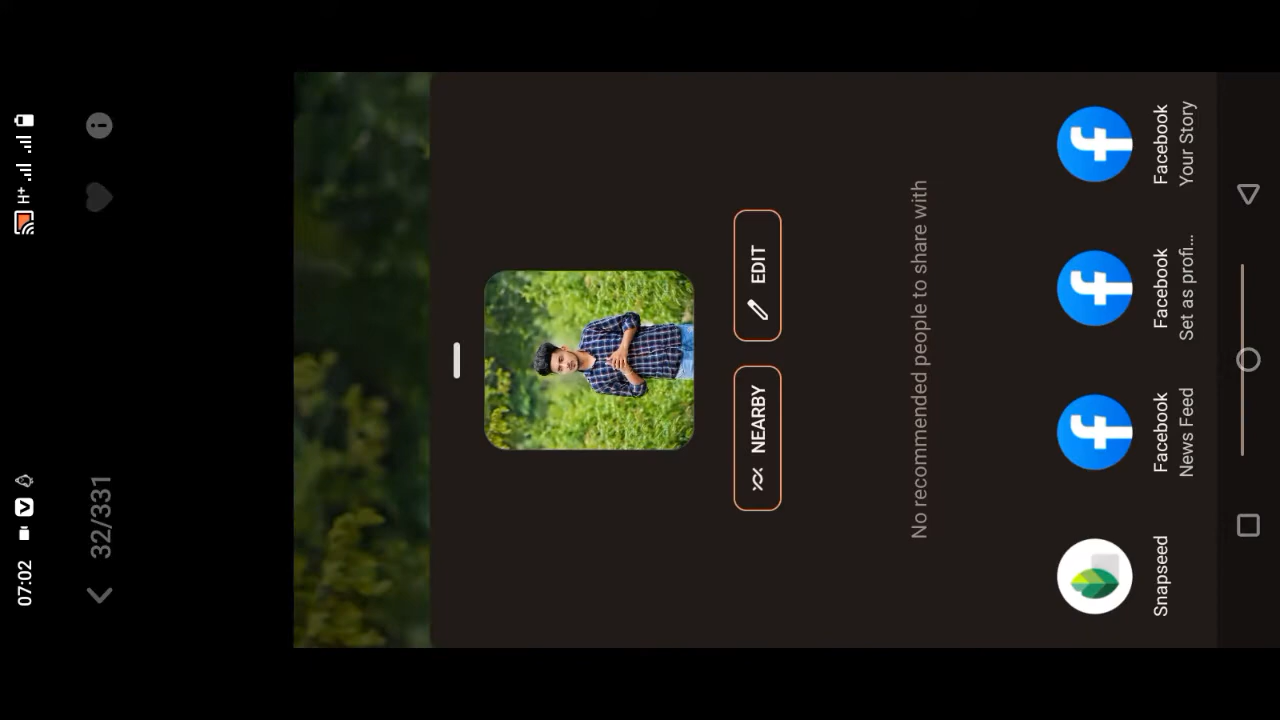 07:02
H+
32/331
NEARBY
EDIT
No recommended people to share with
Snapseed
Facebook
News Feed
Facebook
Set as profi...
Facebook
Your Story